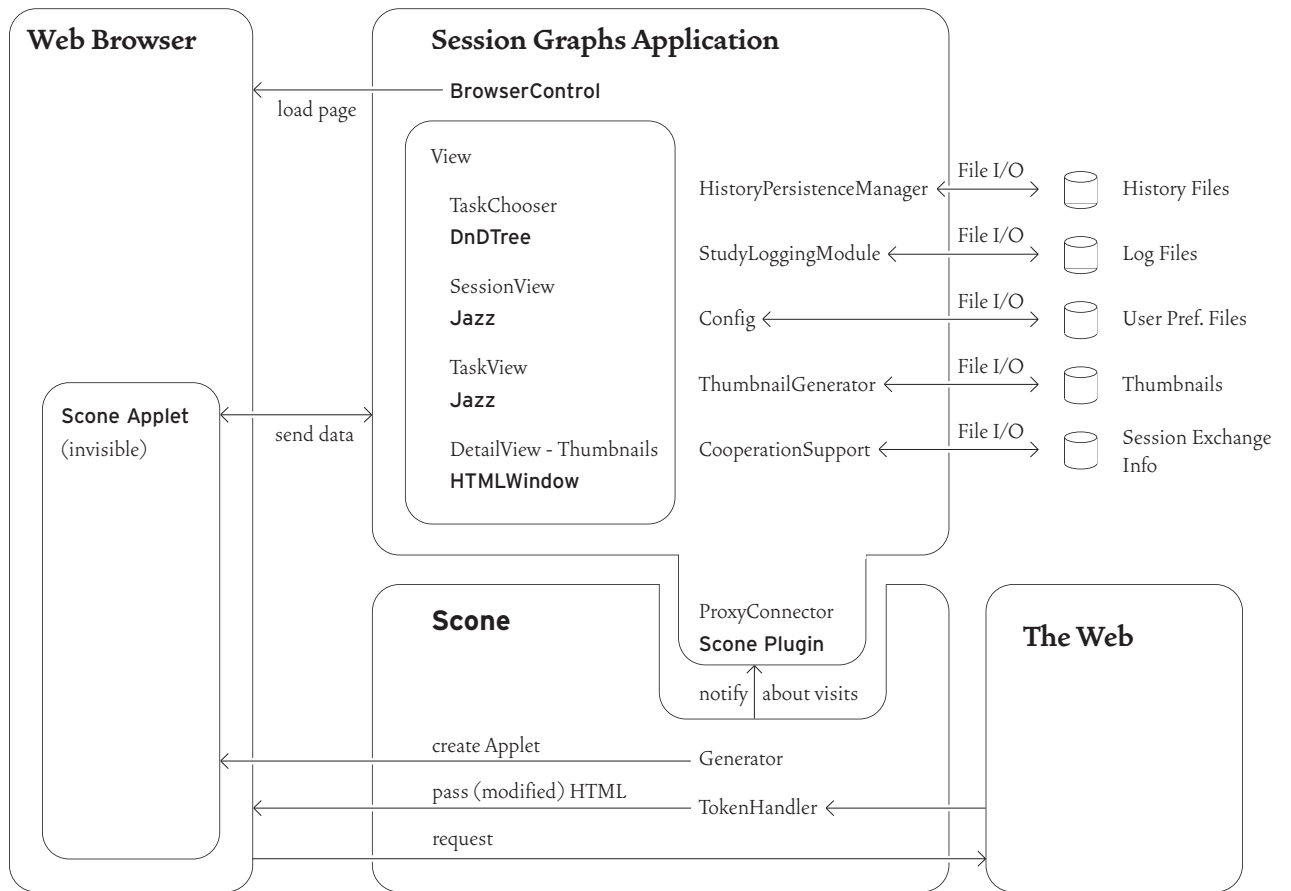 Web Browser
Session Graphs Application
BrowserControl
load page
View
TaskChooser
DnDTree
SessionView
Jazz
TaskView
Jazz
DetailView - Thumbnails
HTMLWindow
HistoryPersistenceManager
File I/O
History Files
StudyLoggingModule
File I/O
Log Files
Config
File I/O
User Pref. Files
ThumbnailGenerator
File I/O
Thumbnails
CooperationSupport
File I/O
Session Exchange
Info
Scone Applet
(invisible)
send data
Scone
ProxyConnector
Scone Plugin
notify about visits
The Web
create Applet
Generator
pass (modified) HTML
TokenHandler
request